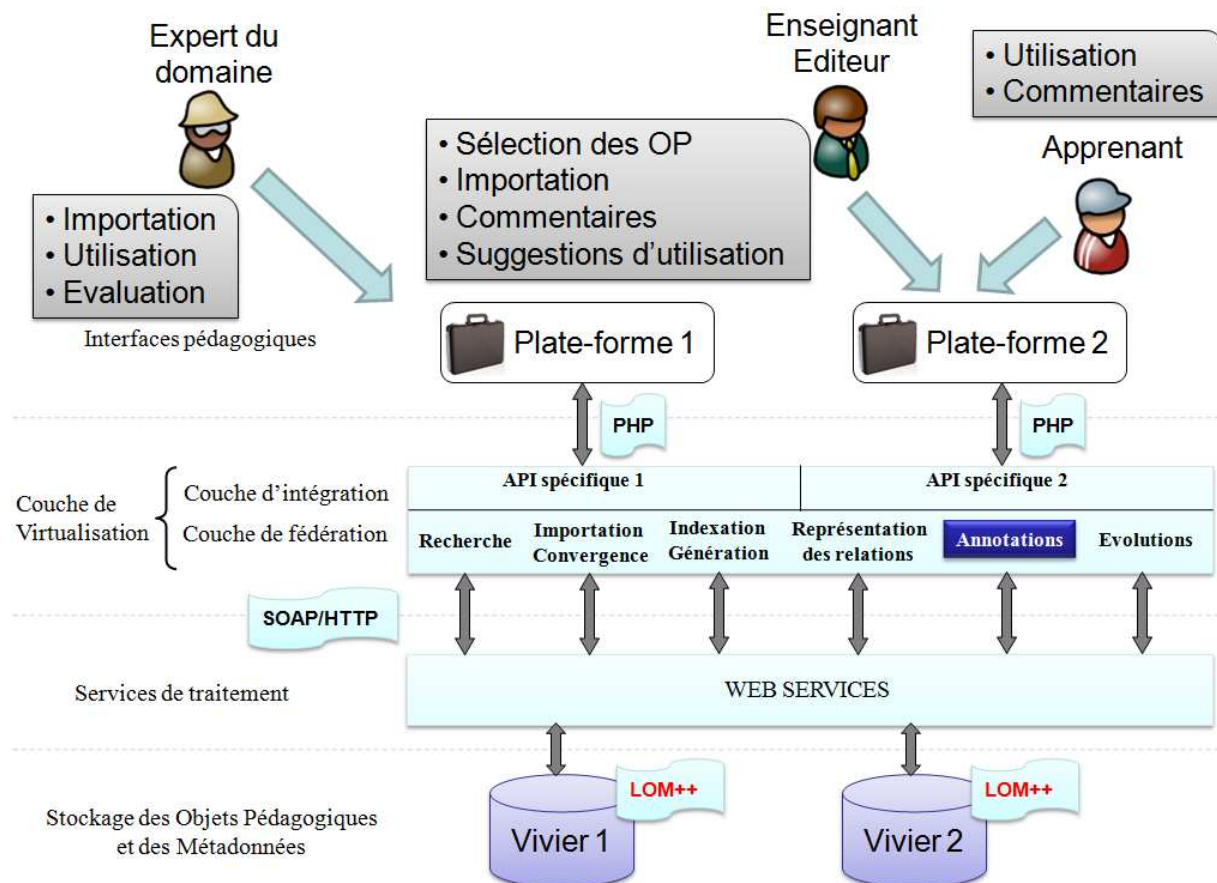 Expert du
domaine
• Importation
• Utilisation
• Evaluation
• Sélection des OP
• Importation
• Commentaires
• Suggestions d'utilisation
Enseignant
Editeur
• Utilisation
• Commentaires
Apprenant
Interfaces pédagogiques
Plate-forme 1
Plate-forme 2
PHP
PHP
Couche de
Virtualisation
Couche d'intégration
Couche de fédération
API spécifique 1
API spécifique 2
Recherche
Importation
Convergence
Indexation
Génération
Représentation
des relations
Annotations
Evolutions
SOAP/HTTP
Services de traitement
WEB SERVICES
Stockage des Objets Pédagogiques
et des Métadonnées
LOM++
Vivier 1
LOM++
Vivier 2